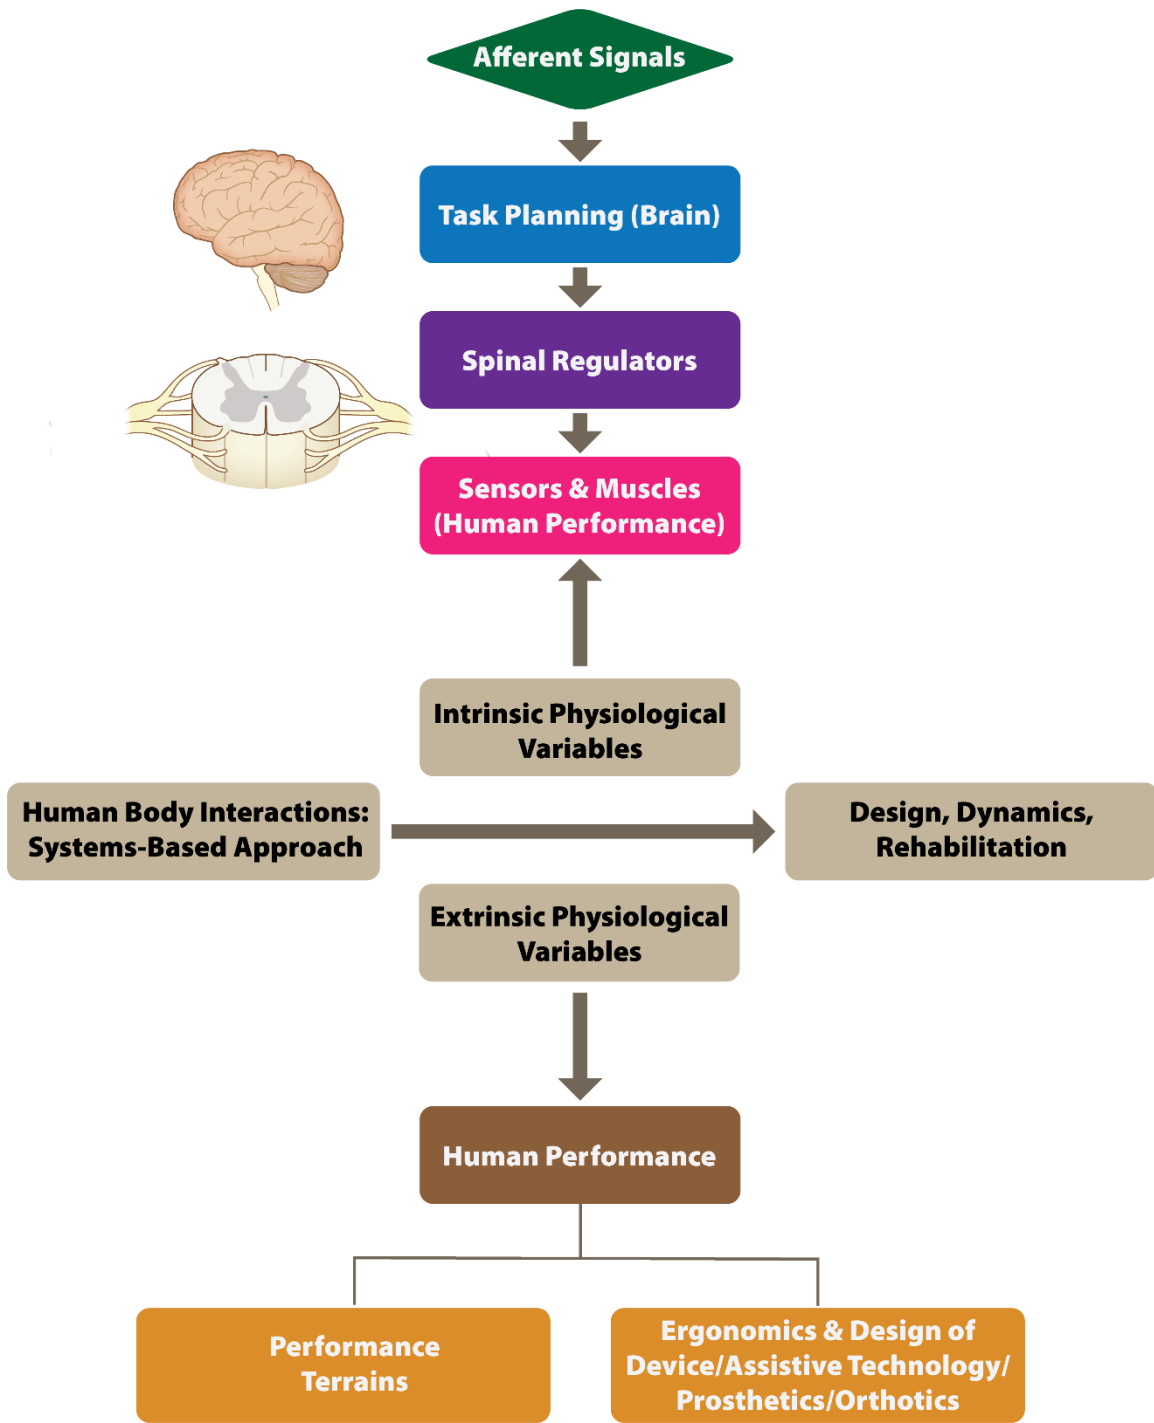 Afferent Signals
Task Planning (Brain)
Spinal Regulators
Sensors & Muscles
(Human Performance)
Intrinsic Physiological
Variables
Human Body Interactions:
Systems-Based Approach
Design, Dynamics,
Rehabilitation
Extrinsic Physiological
Variables
Human Performance
Performance
Terrains
Ergonomics & Design of
Device/Assistive Technology/
Prosthetics/Orthotics